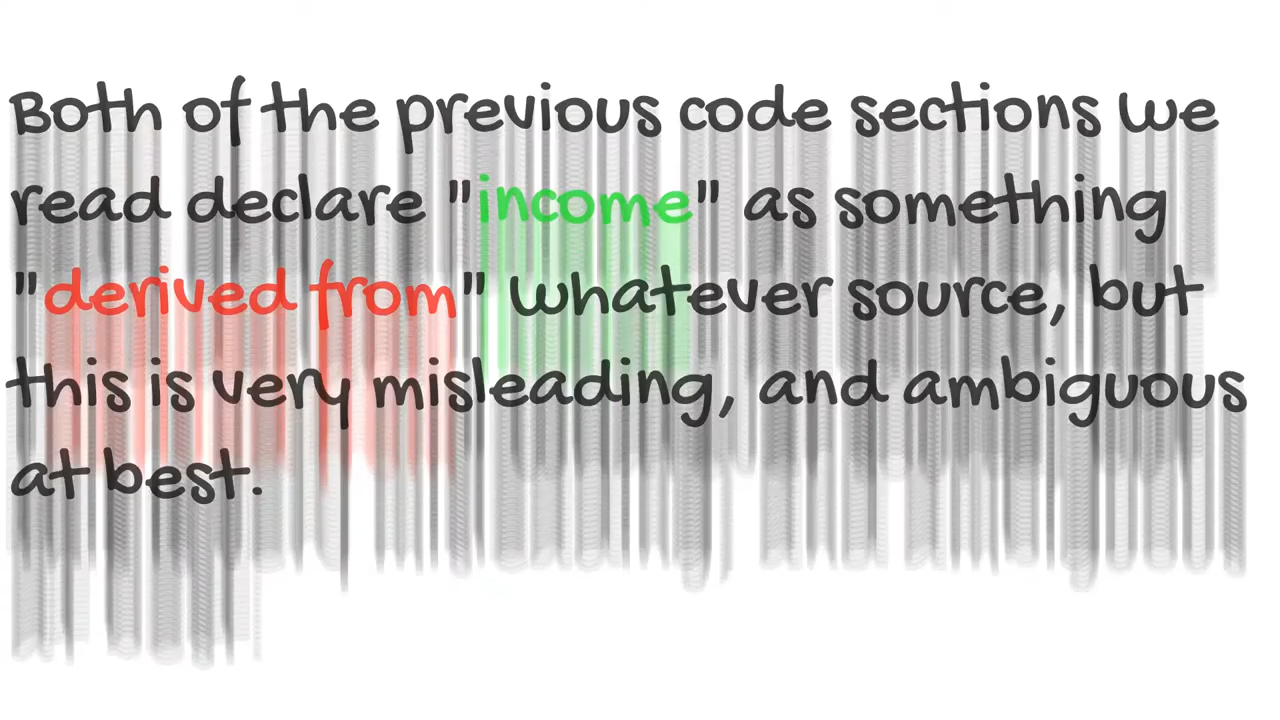 Both of the previous code sections we
read declare "income" as something
"derived from" whatever source, but
this is very misleading, and ambiguous
at best.